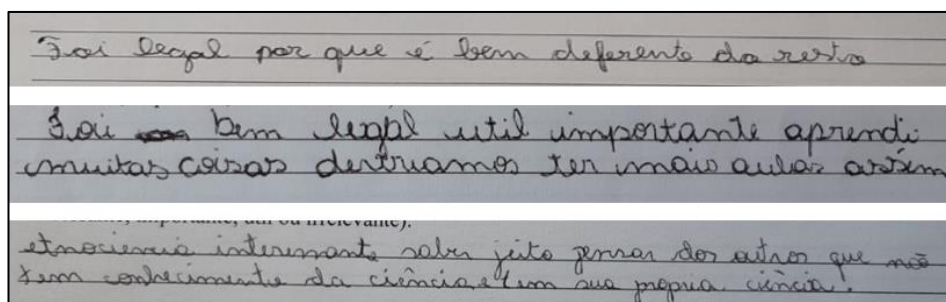 Foi legal por que é bem deferente do resto
Foi bem legal util importante aprendi
muitas coisas ter mais aulas assim
importante, útil ou irrelevante).
etnociencia interessante saber jeito pensar dos outros que não
tem conhecimento da ciência e tem sua propria ciência.